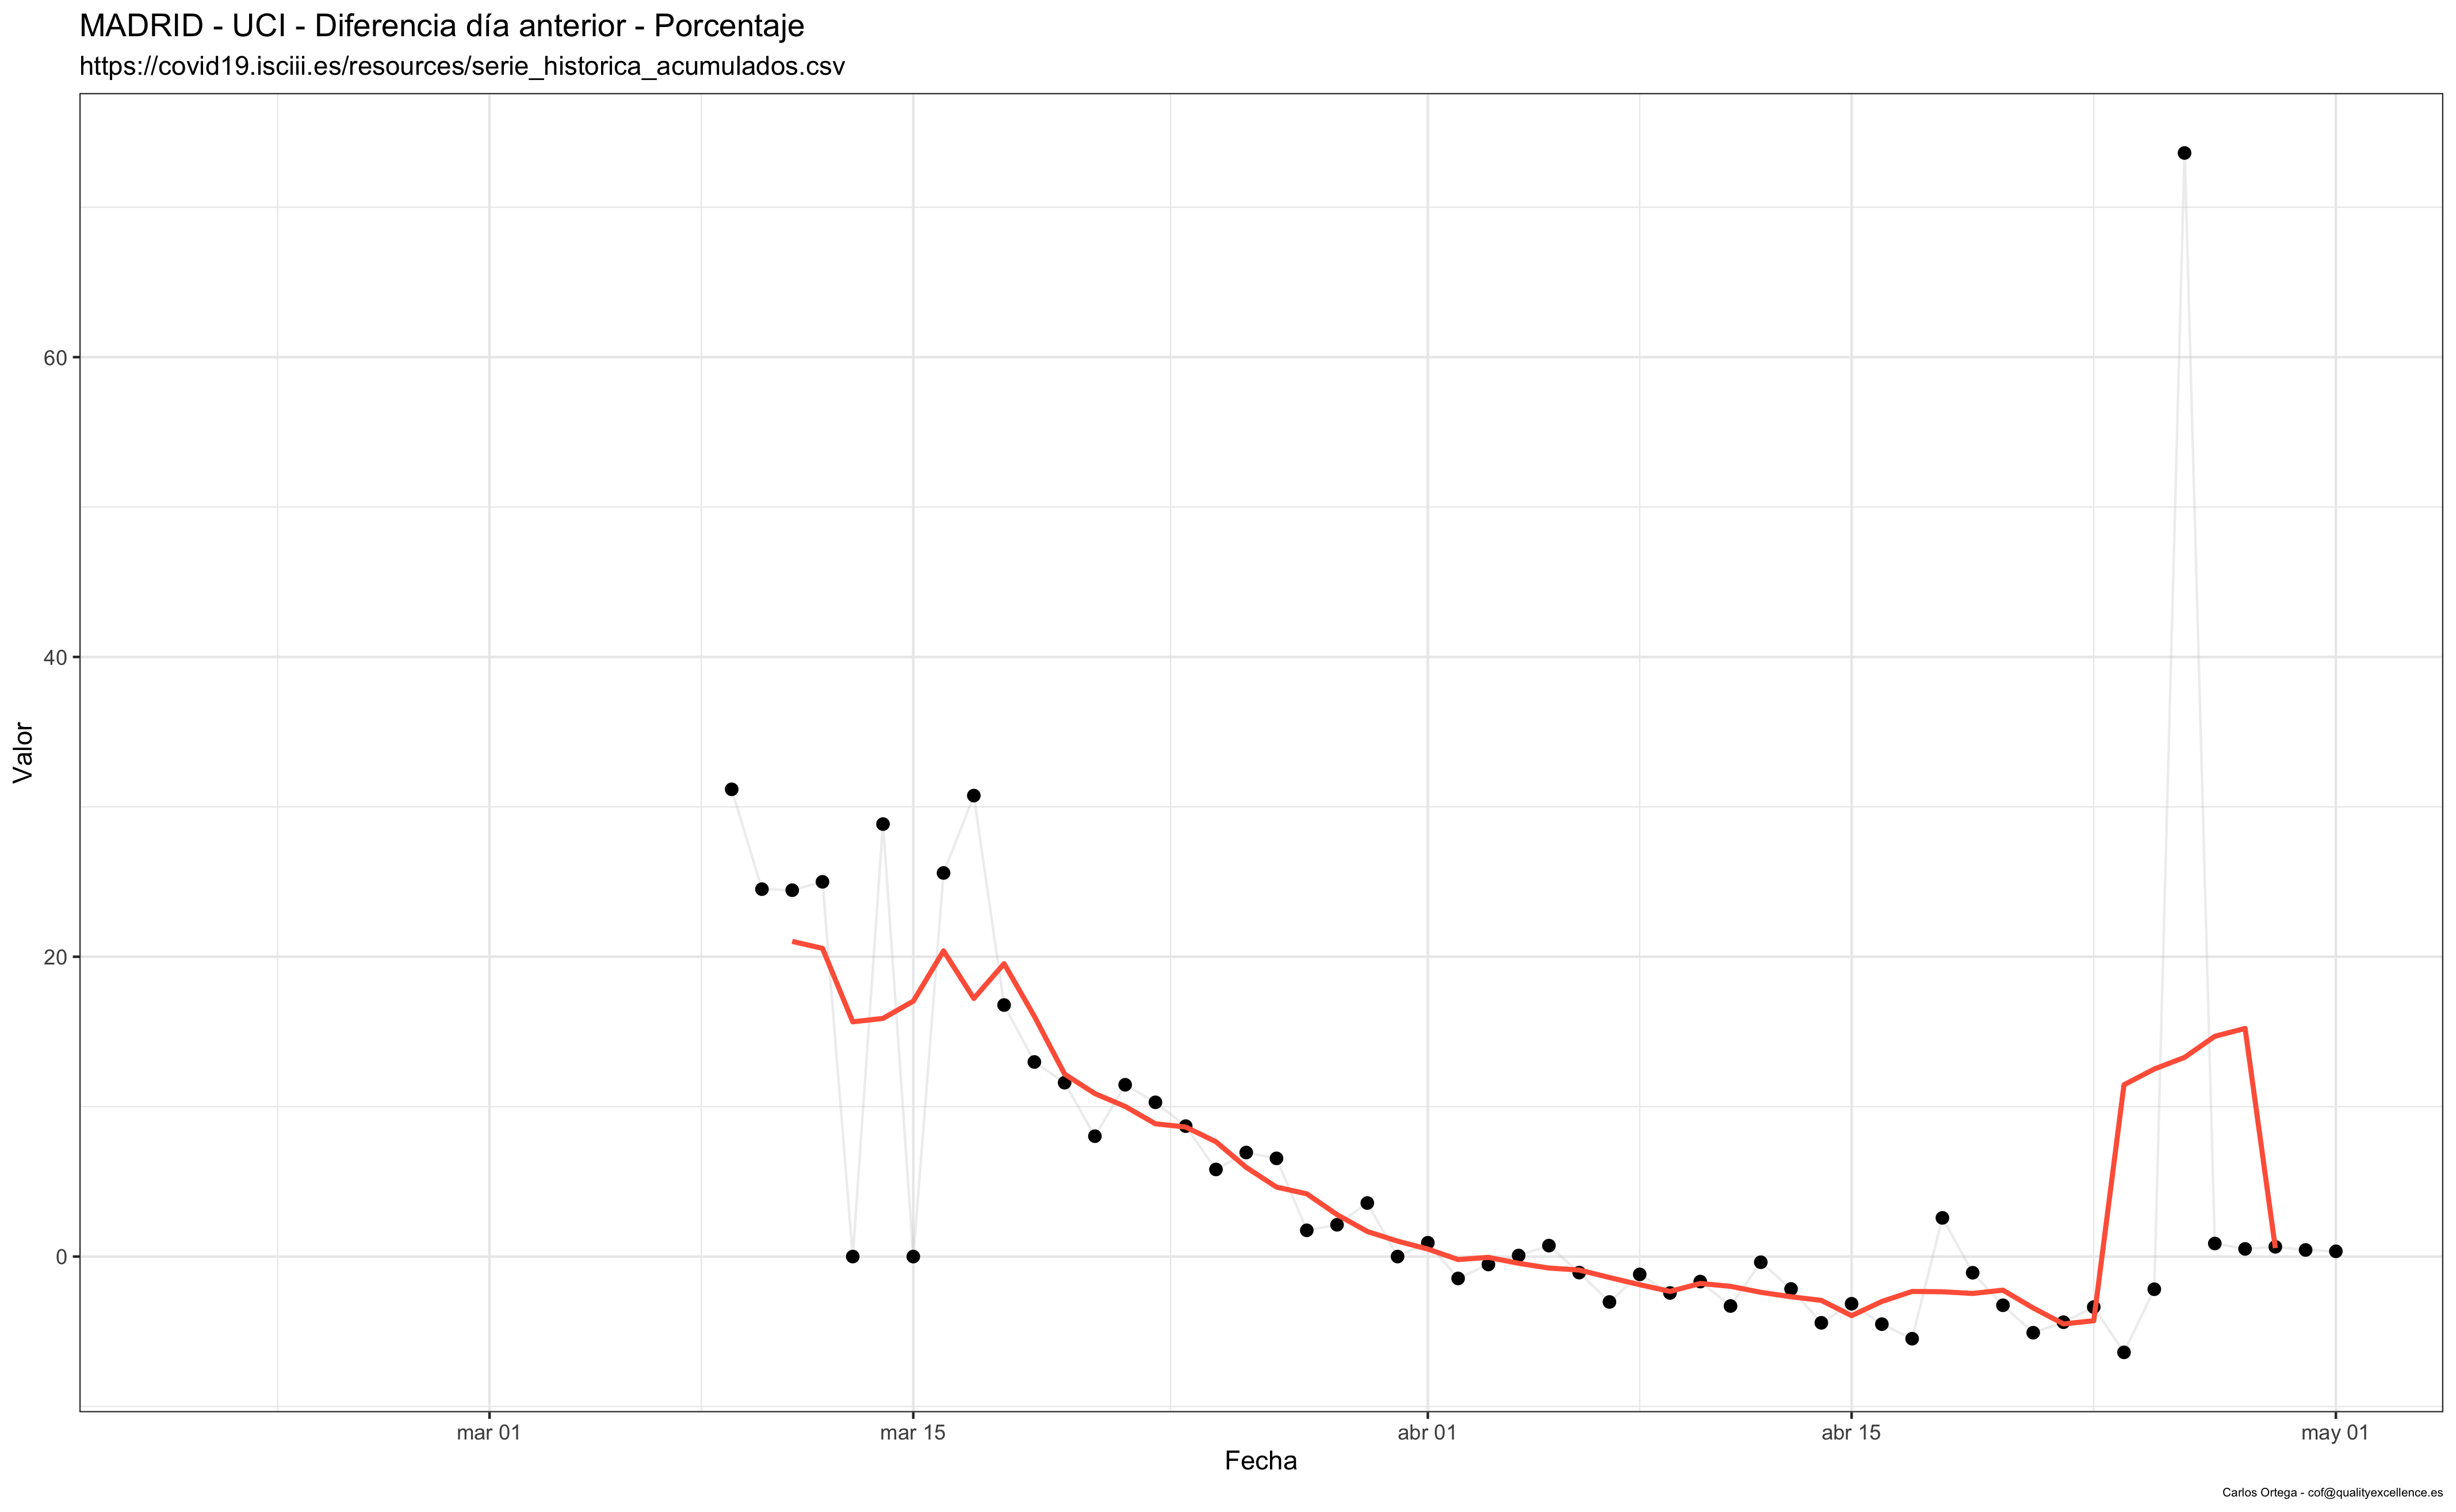 MADRID - UCI - Diferencia día anterior - Porcentaje
https://covid19.isciii.es/resources/serie_historica_acumulados.csv
60
40
20
0
Valor
mar 01
mar 15
abr 01
abr 15
may 01
Fecha
Carlos Ortega - cof@qualityexcellence.es